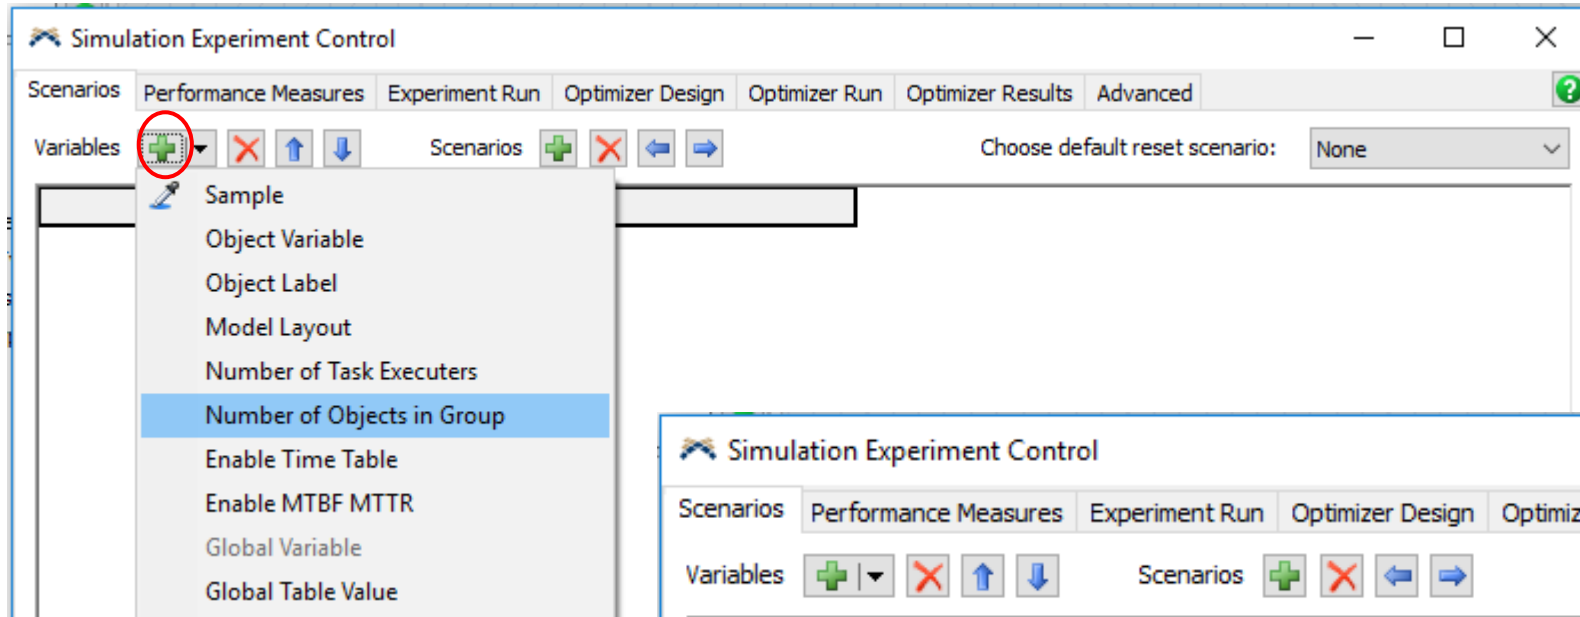 Simulation Experiment Control
Scenarios Performance Measures Experiment Run Optimizer Design Optimizer Run Optimizer Results Advanced
Variables Scenarios Choose default reset scenario: None
Sample
Object Variable
Object Label
Model Layout
Number of Task Executers
Number of Objects in Group
Enable Time Table
Enable MTBF MTTR
Global Variable
Global Table Value
Simulation Experiment Control
Scenarios Performance Measures Experiment Run Optimizer Design
Variables Scenarios